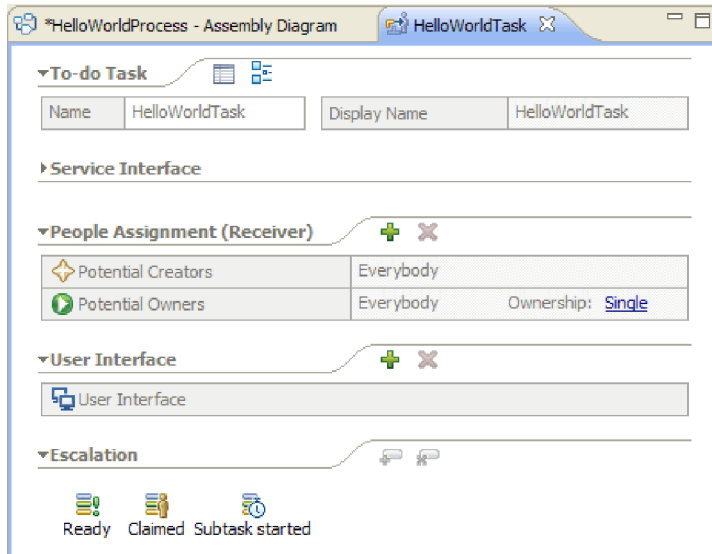 *HelloWorldProcess - Assembly Diagram HelloWorldTask
To-do Task
Name HelloWorldTask Display Name HelloWorldTask
Service Interface
People Assignment (Receiver)
Potential Creators Everybody
Potential Owners Everybody Ownership: Single
User Interface
User Interface
Escalation
Ready Claimed Subtask started